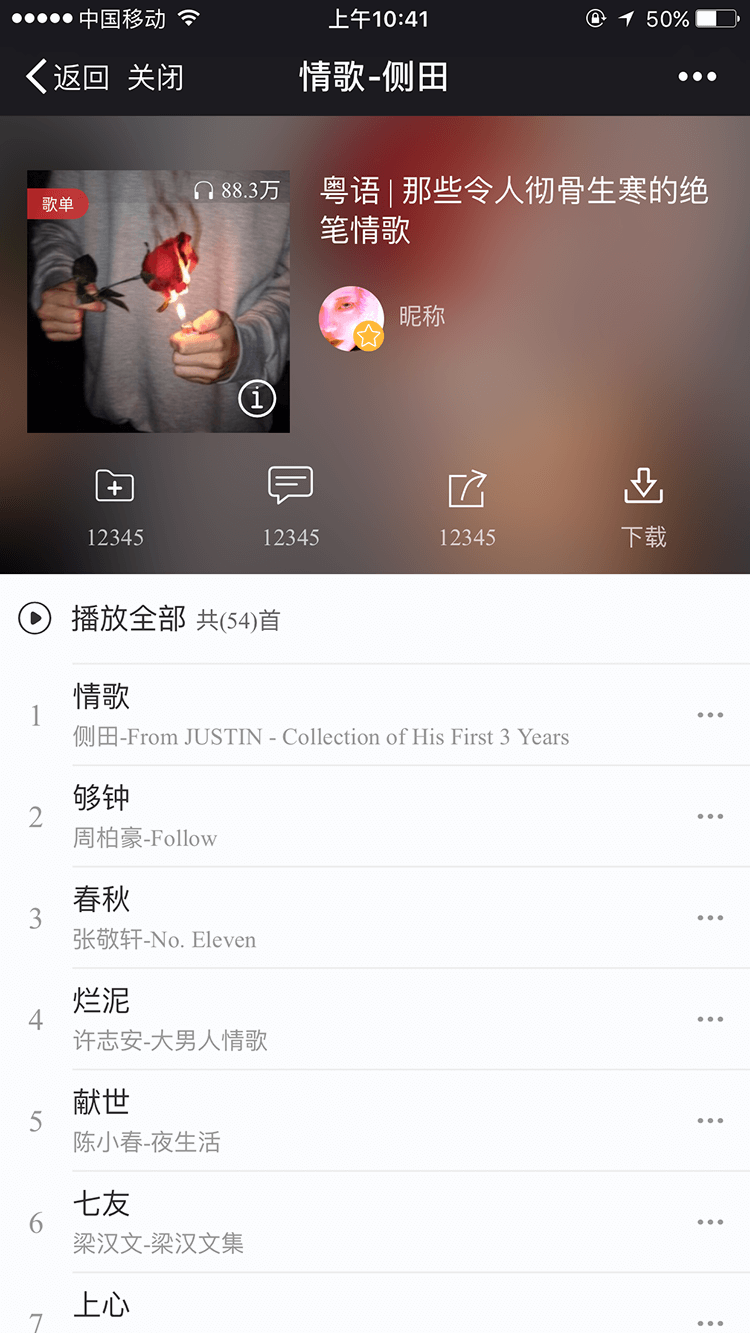 中国移动 上午10:41 50%
返回 关闭 情歌-侧田
歌单 88.3万
粤语 | 那些令人彻骨生寒的绝
笔情歌
昵称
12345 12345 12345 下载
播放全部 共(54)首
1 情歌
侧田-From JUSTIN - Collection of His First 3 Years
2 够钟
周柏豪-Follow
3 春秋
张敬轩-No. Eleven
4 烂泥
许志安-大男人情歌
5 献世
陈小春-夜生活
6 七友
梁汉文-梁汉文集
7 上心